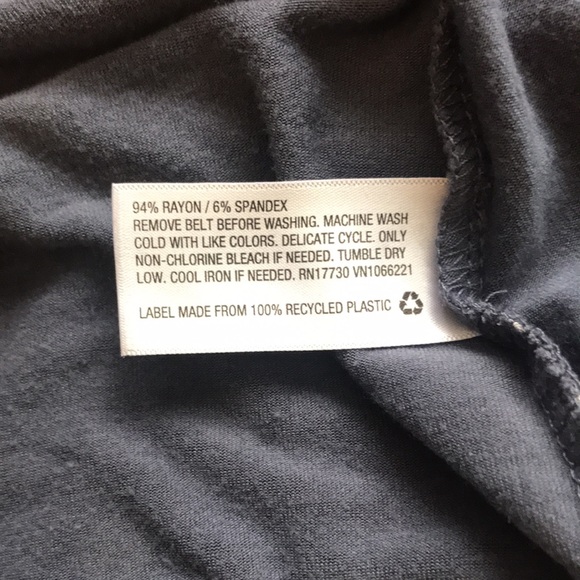 94% RAYON / 6% SPANDEX
REMOVE BELT BEFORE WASHING. MACHINE WASH
COLD WITH LIKE COLORS. DELICATE CYCLE. ONLY
NON-CHLORINE BLEACH IF NEEDED. TUMBLE DRY
LOW. COOL IRON IF NEEDED. RN17730 VN1066221
LABEL MADE FROM 100% RECYCLED PLASTIC